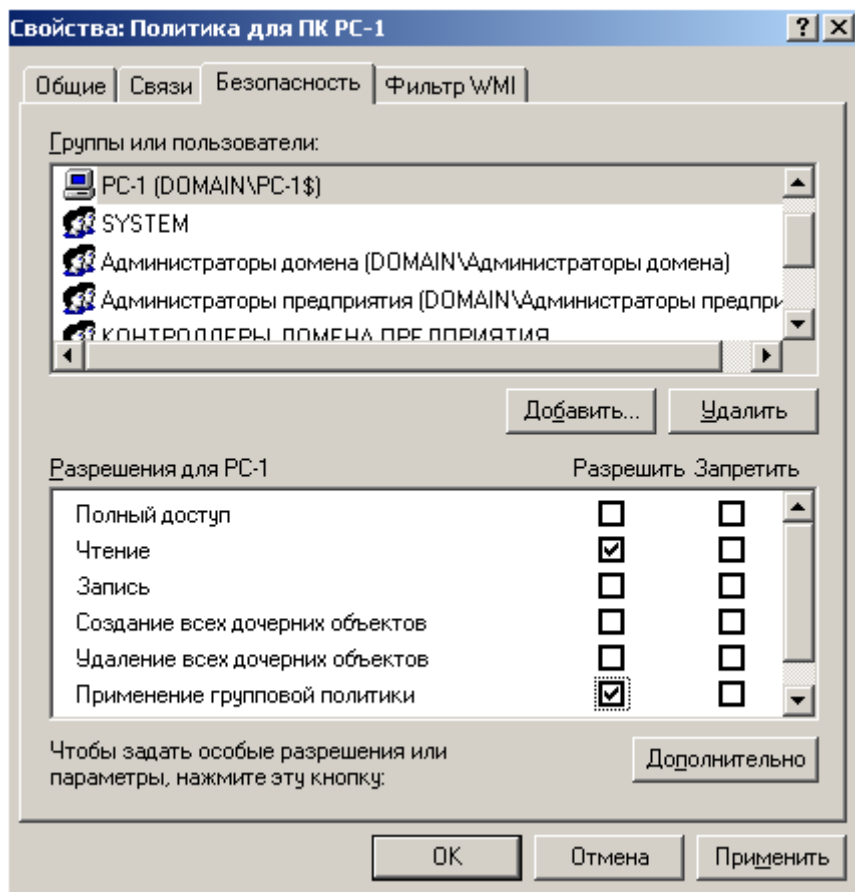 Свойства: Политика для ПК PC-1
Общие Связи Безопасность Фильтр WMI
Группы или пользователи:
PC-1 (DOMAIN\PC-1$)
SYSTEM
Администраторы домена (DOMAIN\Администраторы домена)
Администраторы предприятия (DOMAIN\Администраторы предпри
КОНТРОЛЛЕРЫ ДОМЕНА ПРЕДПРИЯТИЯ
Добавить... Удалить
Разрешения для PC-1 Разрешить Запретить
Полный доступ
Чтение
Запись
Создание всех дочерних объектов
Удаление всех дочерних объектов
Применение групповой политики
Чтобы задать особые разрешения или
параметры, нажмите эту кнопку:
Дополнительно
OK Отмена Применить